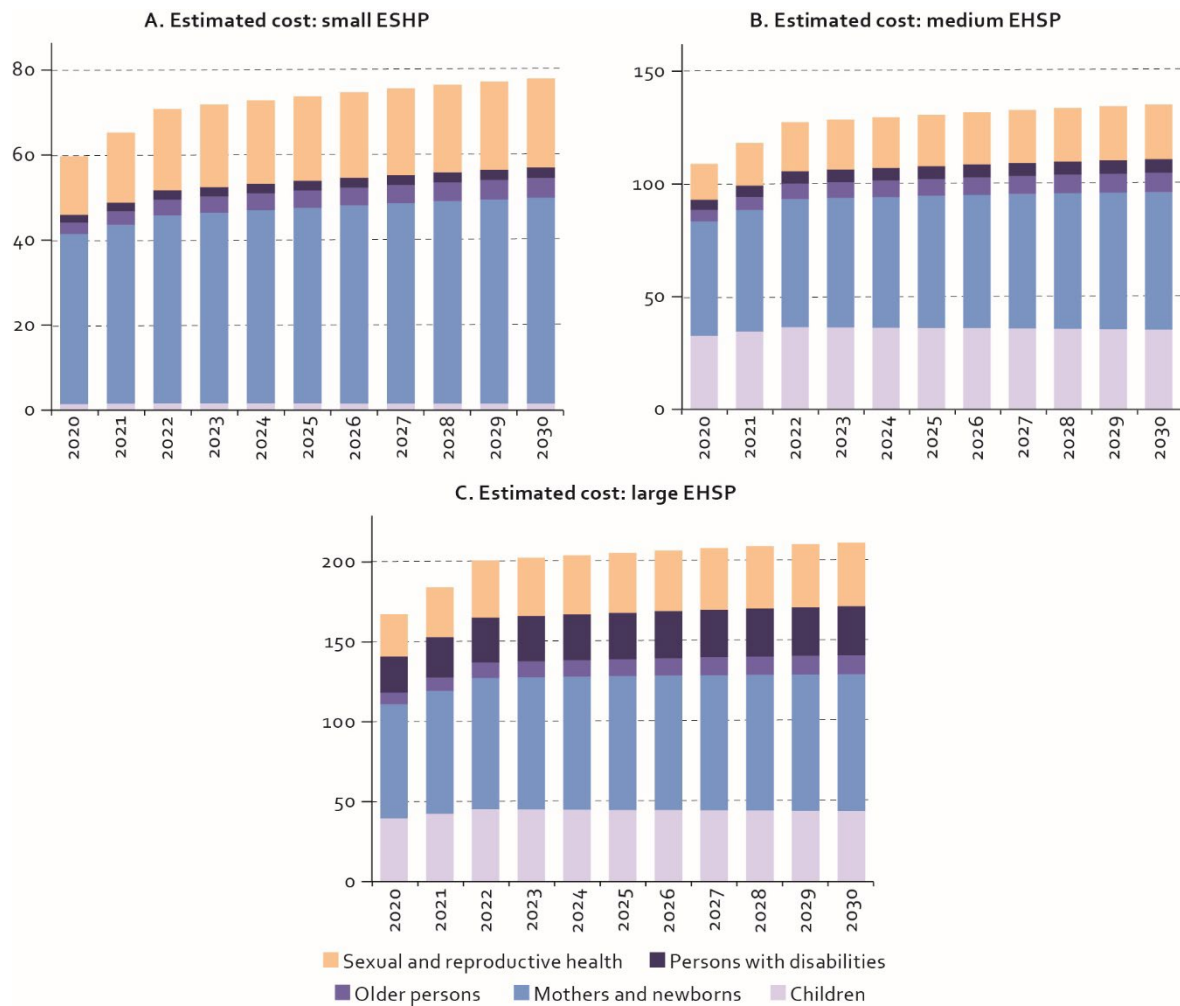 A. Estimated cost: small ESHP
80
60
40
20
0
2020 2021 2022 2023 2024 2025 2026 2027 2028 2029 2030
B. Estimated cost: medium EHSP
150
100
50
0
2020 2021 2022 2023 2024 2025 2026 2027 2028 2029 2030
C. Estimated cost: large EHSP
200
150
100
50
0
2020 2021 2022 2023 2024 2025 2026 2027 2028 2029 2030
Sexual and reproductive health Persons with disabilities
Older persons Mothers and newborns Children